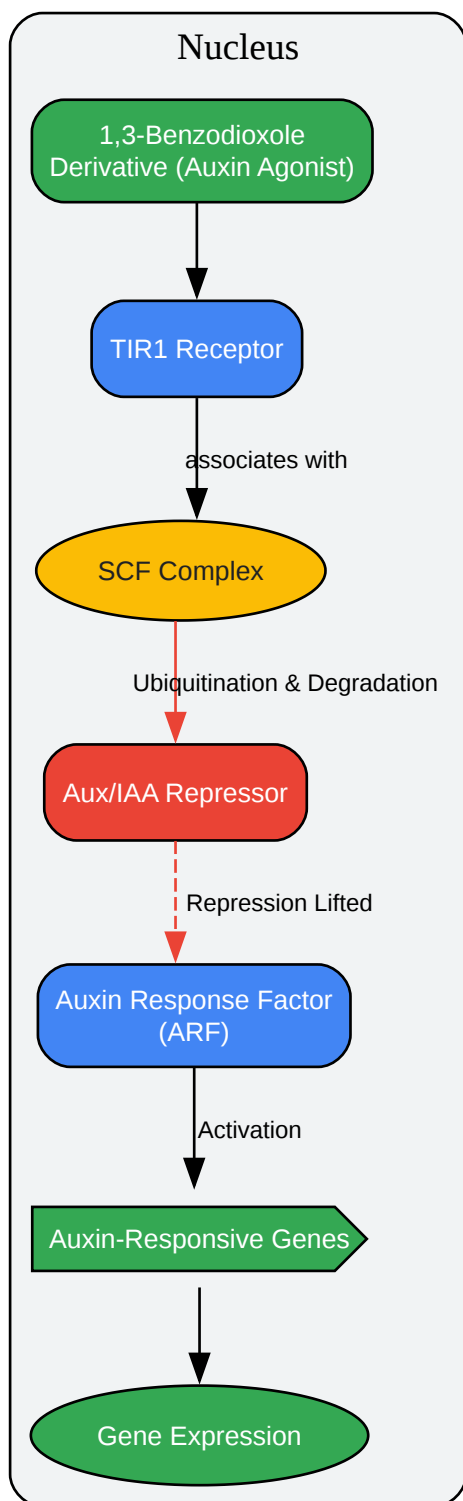 Nucleus
1,3-Benzodioxole
Derivative (Auxin Agonist)
TIR1 Receptor
associates with
SCF Complex
Ubiquitination & Degradation
Aux/IAA Repressor
Repression Lifted
Auxin Response Factor
(ARF)
Activation
Auxin-Responsive Genes
Gene Expression